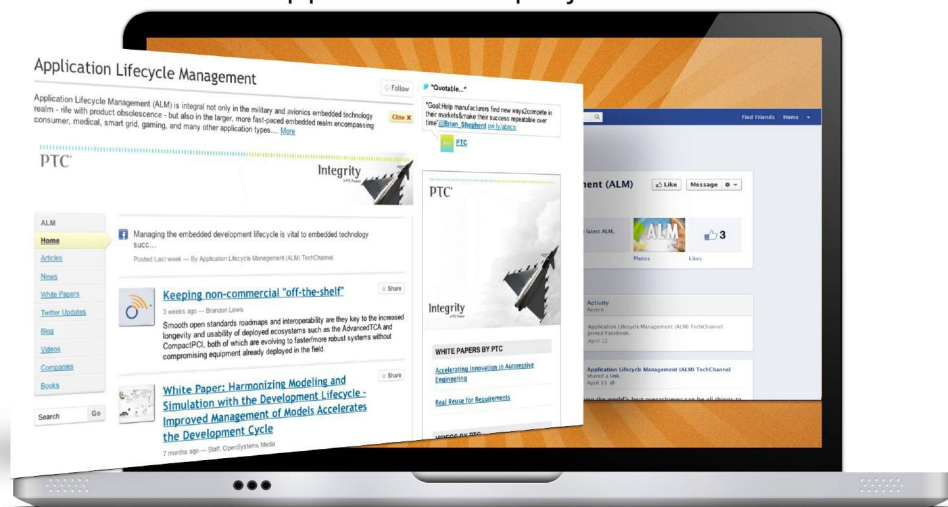 Application Lifecycle Management
Follow
Application Lifecycle Management (ALM) is integral not only in the military and avionics embedded technology
realm - rife with product obsolescence - but also in the larger, more fast-paced embedded realm encompassing
consumer, medical, smart grid, gaming, and many other application types.... More
Close X
PTC
Integrity
ALM
Home
Articles
News
White Papers
Twitter Updates
Blog
Videos
Companies
Books
Search
Go
Managing the embedded development lifecycle is vital to embedded technology
succ...
Posted Last week — By Application Lifecycle Management (ALM) TechChannel
Keeping non-commercial "off-the-shelf"
Share
3 weeks ago — Brandon Lewis
Smooth open standards roadmaps and interoperability are they key to the increased
longevity and usability of deployed ecosystems such as the AdvancedTCA and
CompactPCI, both of which are evolving to faster/more robust systems without
compromising equipment already deployed in the field.
White Paper: Harmonizing Modeling and
Simulation with the Development Lifecycle -
Improved Management of Models Accelerates
the Development Cycle
Share
7 months ago — Staff, OpenSystems Media
"Quotable..."
"Goal:Help manufacturers find new ways2compete in
their markets&make their success repeatable over
time"@Brian_Shepherd
PTC
PTC
Integrity
WHITE PAPERS BY PTC
Accelerating Innovation in Automotive
Engineering
Real Reuse for Requirements
VIDEOS BY PTC
Find Friends Home
(ALM)
Like
Message
latest ALM.
ALM
3
Photos
Likes
Activity
Recent
Application Lifecycle Management (ALM) TechChannel
joined Facebook
April 12
Application Lifecycle Management (ALM) TechChannel
shared a link.
April 13